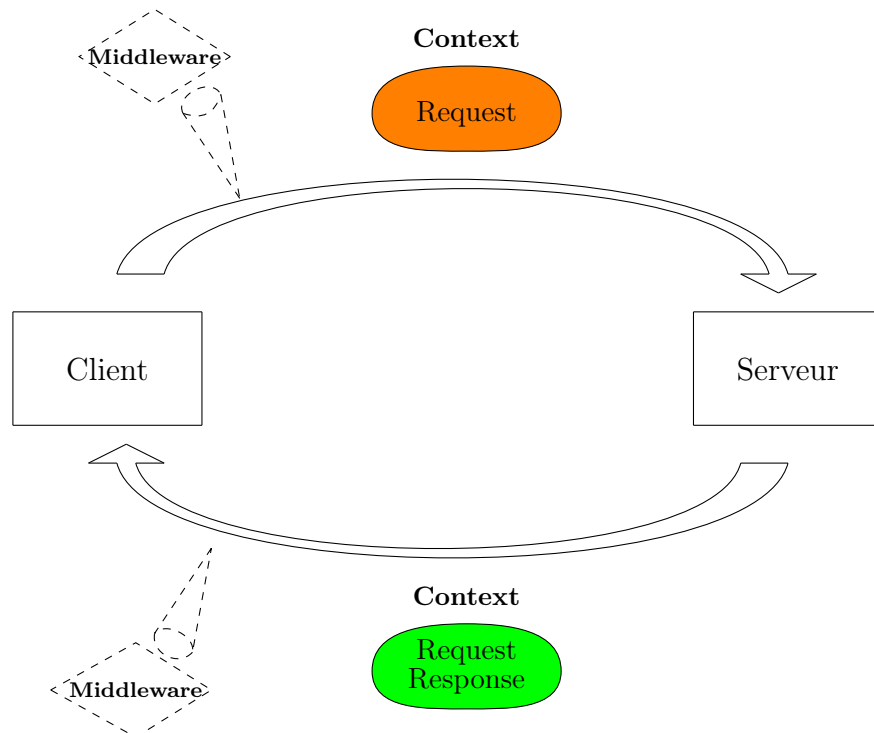 Context
Middleware
Request
Client
Serveur
Context
Request
Response
Middleware